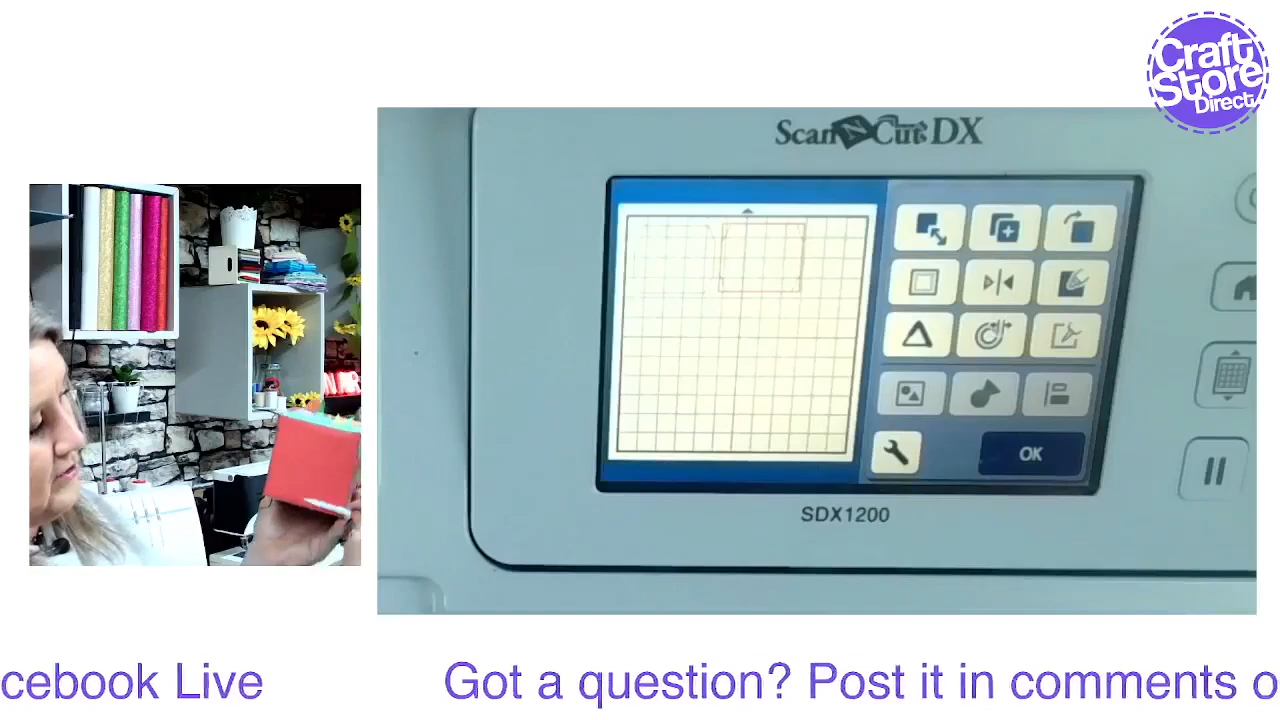 Craft
Store
Direct
ScanNCut DX
OK
SDX1200
cebook Live
Got a question? Post it in comments o